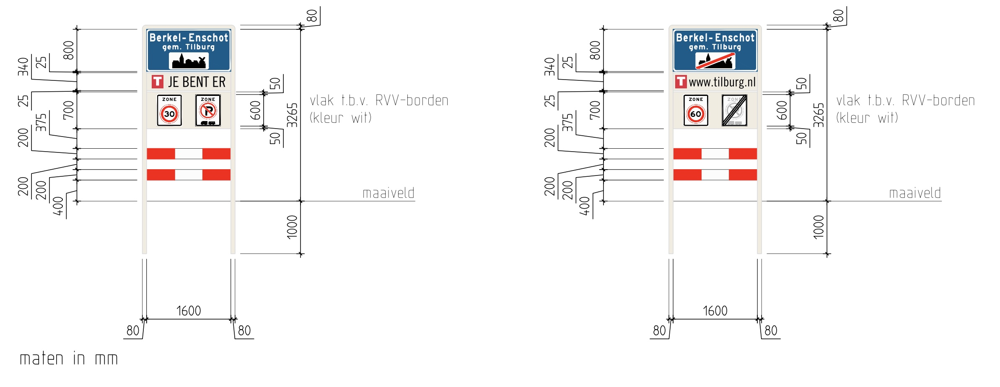 80
80
800
25
340
Berkel-Enschot
gem. Tilburg
T JE BENT ER
25
700
375
200
ZONE
30
ZONE
P
50
600
50
3265
vlak t.b.v. RVV-borden
(kleur wit)
200
200
400
maaiveld
1000
1600
80
80
800
25
340
Berkel-Enschot
gem. Tilburg
T www.tilburg.nl
25
700
375
200
ZONE
60
ZONE
50
600
50
3265
vlak t.b.v. RVV-borden
(kleur wit)
200
200
400
maaiveld
1000
1600
80
80
maten in mm